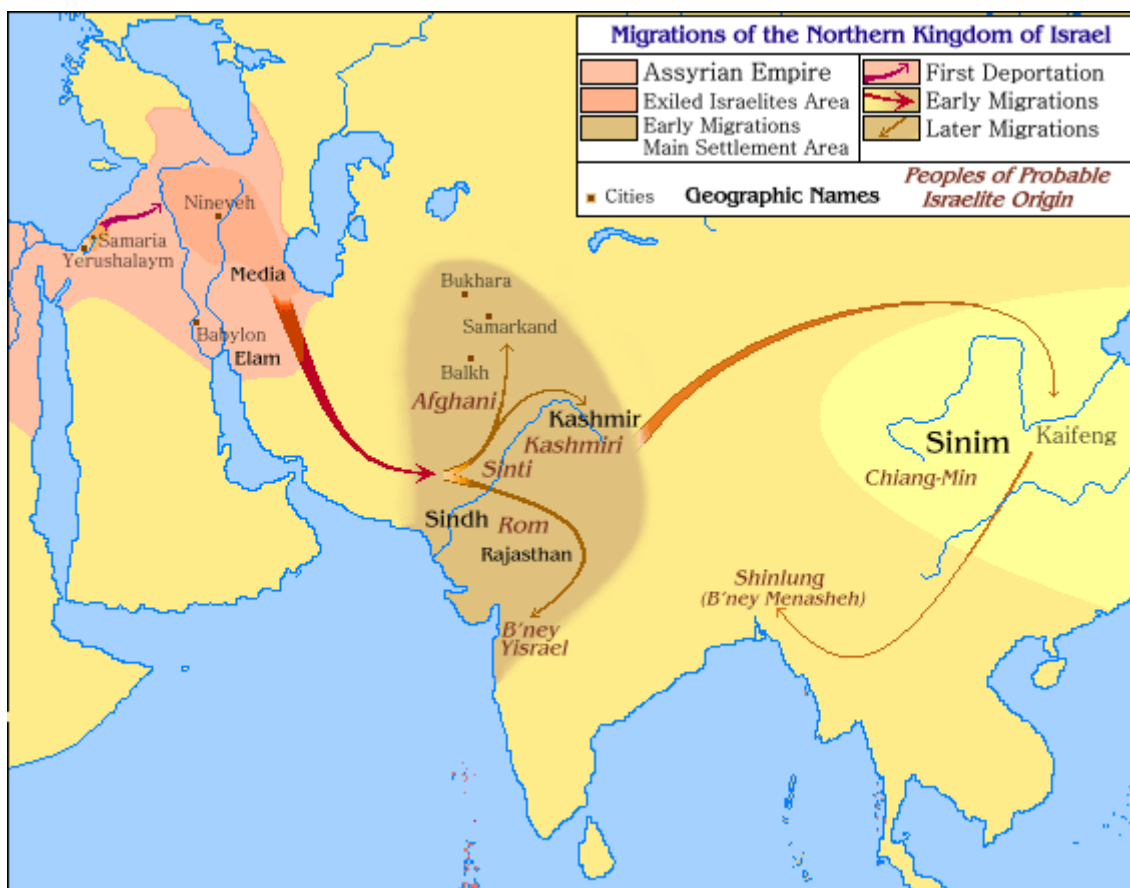 Migrations of the Northern Kingdom of Israel
Assyrian Empire
Exiled Israelites Area
Early Migrations
Main Settlement Area
First Deportation
Early Migrations
Later Migrations
Cities
Geographic Names
Peoples of Probable
Israelite Origin
Nineveh
Samaria
Yerushalaym
Media
Babylon
Elam
Bukhara
Samarkand
Balkh
Afghani
Kashmir
Kashmiri
Sinti
Sindh
Rom
Rajasthan
B'ney
Yisrael
Sinim
Kaifeng
Chiang-Min
Shinlung
(B'ney Menasheh)